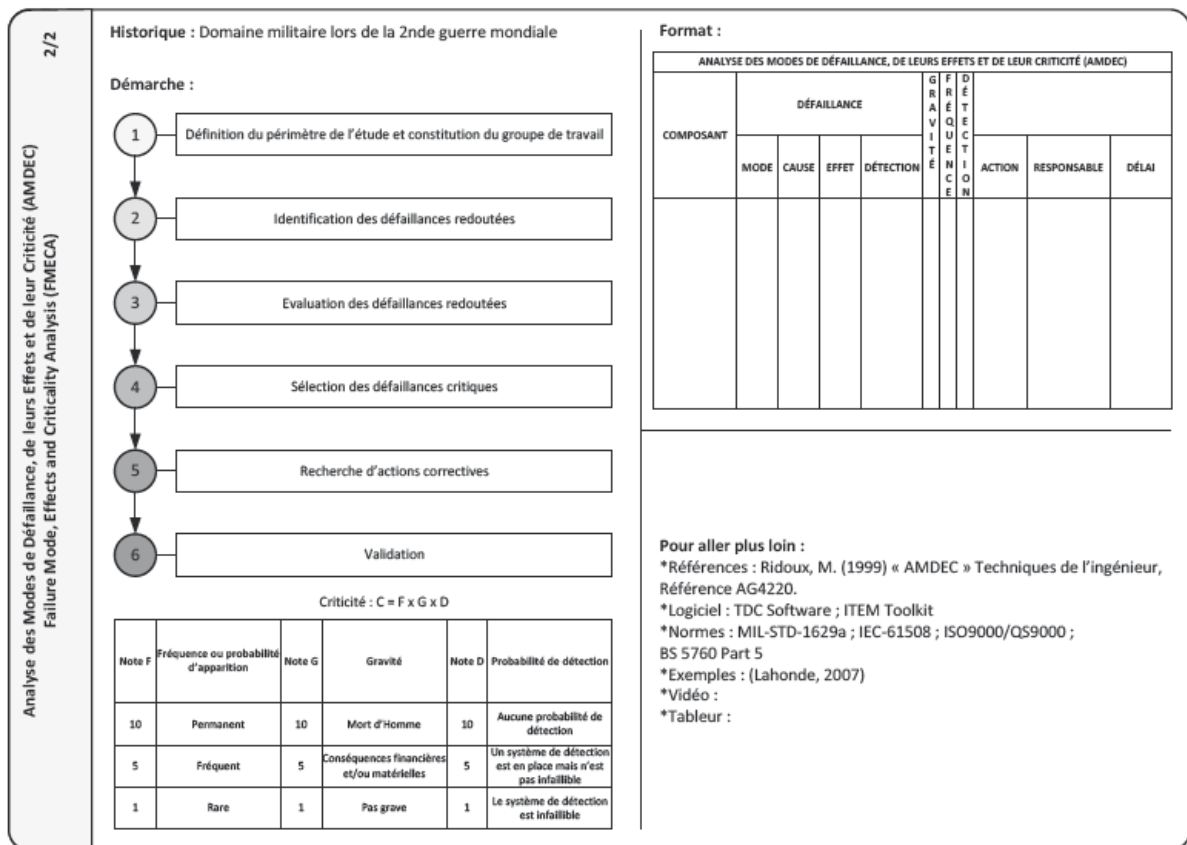 2/2
Analyse des Modes de Défaillance, de leurs Effets et de leur Criticité (AMDEC)
Failure Mode, Effects and Criticality Analysis (FMECA)
Historique : Domaine militaire lors de la 2nde guerre mondiale
Démarche :
1 Définition du périmètre de l'étude et constitution du groupe de travail
2 Identification des défaillances redoutées
3 Evaluation des défaillances redoutées
4 Sélection des défaillances critiques
5 Recherche d'actions correctives
6 Validation
Criticité : C = F x G x D
Note F
Fréquence ou probabilité
d'apparition
Note G
Gravité
Note D
Probabilité de détection
10
Permanent
10
Mort d'Homme
10
Aucune probabilité de
détection
5
Fréquent
5
Conséquences financières
et/ou matérielles
5
Un système de détection
est en place mais n'est
pas infaillible
1
Rare
1
Pas grave
1
Le système de détection
est infaillible
Format :
ANALYSE DES MODES DE DÉFAILLANCE, DE LEURS EFFETS ET DE LEUR CRITICITÉ (AMDEC)
COMPOSANT
DÉFAILLANCE
MODE
CAUSE
EFFET
DÉTECTION
GRAVITÉ
FRÉQUENCE
DÉTECTION
ACTION
RESPONSABLE
DÉLAI
Pour aller plus loin :
*Références : Ridoux, M. (1999) « AMDEC » Techniques de l'ingénieur,
Référence AG4220.
*Logiciel : TDC Software ; ITEM Toolkit
*Normes : MIL-STD-1629a ; IEC-61508 ; ISO9000/QS9000 ;
BS 5760 Part 5
*Exemples : (Lahonde, 2007)
*Vidéo :
*Tableur :